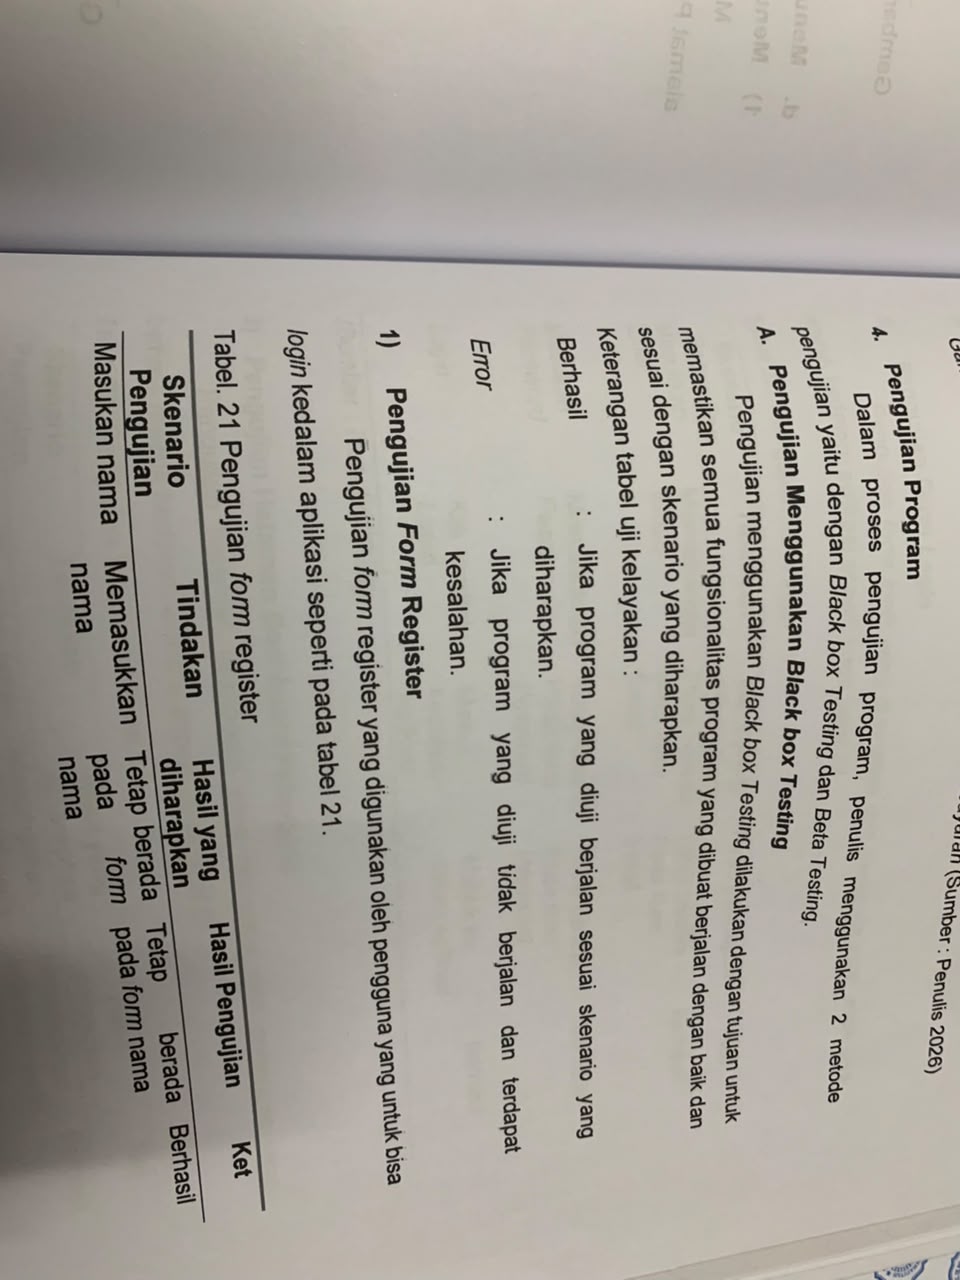 (Sumber : Penulis 2026)
4. Pengujian Program
Dalam proses pengujian program, penulis menggunakan 2 metode
pengujian yaitu dengan Black box Testing dan Beta Testing.
A. Pengujian Menggunakan Black box Testing
Pengujian menggunakan Black box Testing dilakukan dengan tujuan untuk
memastikan semua fungsionalitas program yang dibuat berjalan dengan baik dan
sesuai dengan skenario yang diharapkan.
Keterangan tabel uji kelayakan :
Berhasil : Jika program yang diuji berjalan sesuai skenario yang
diharapkan.
Error : Jika program yang diuji tidak berjalan dan terdapat
kesalahan.
1) Pengujian Form Register
Pengujian form register yang digunakan oleh pengguna yang untuk bisa
login kedalam aplikasi seperti pada tabel 21.
Tabel. 21 Pengujian form register
Skenario Pengujian Tindakan Hasil yang diharapkan Hasil Pengujian Ket
Masukan nama Memasukkan Tetap berada Tetap berada Berhasil
nama pada form pada form nama
nama